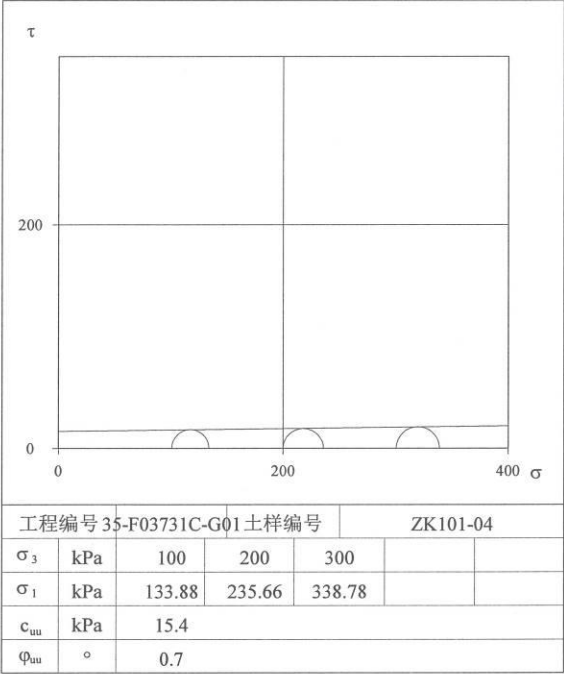 τ
200
0
0 200 400 σ
工程编号 35-F03731C-G01 土样编号 ZK101-04
σ3 kPa 100 200 300
σ1 kPa 133.88 235.66 338.78
cuu kPa 15.4
φuu ° 0.7